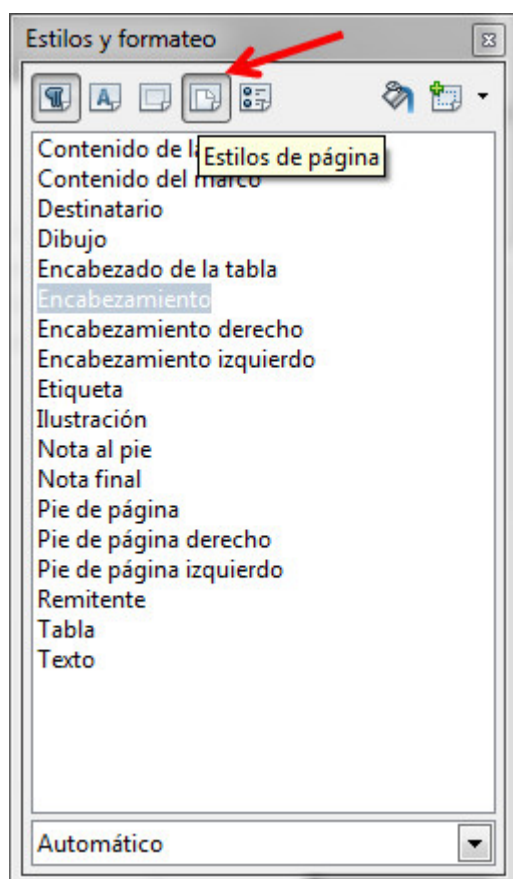 Estilos y formateo
Contenido de l
Estilos de página
Contenido del marco
Destinatario
Dibujo
Encabezado de la tabla
Encabezamiento
Encabezamiento derecho
Encabezamiento izquierdo
Etiqueta
Ilustración
Nota al pie
Nota final
Pie de página
Pie de página derecho
Pie de página izquierdo
Remitente
Tabla
Texto
Automático